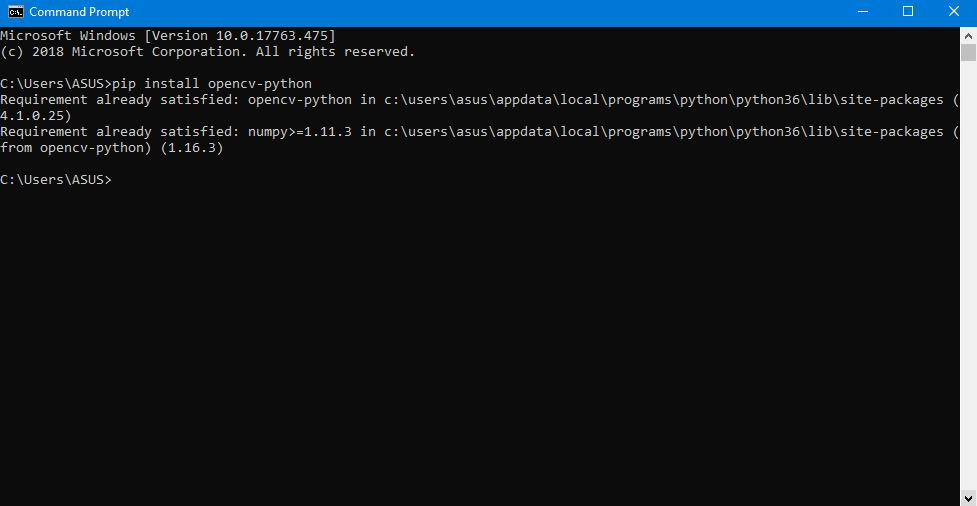 Command Prompt
Microsoft Windows [Version 10.0.17763.475]
(c) 2018 Microsoft Corporation. All rights reserved.
C:\Users\ASUS>pip install opencv-python
Requirement already satisfied: opencv-python in c:\users\asus\appdata\local\programs\python\python36\lib\site-packages (
4.1.0.25)
Requirement already satisfied: numpy>=1.11.3 in c:\users\asus\appdata\local\programs\python\python36\lib\site-packages (
from opencv-python) (1.16.3)
C:\Users\ASUS>